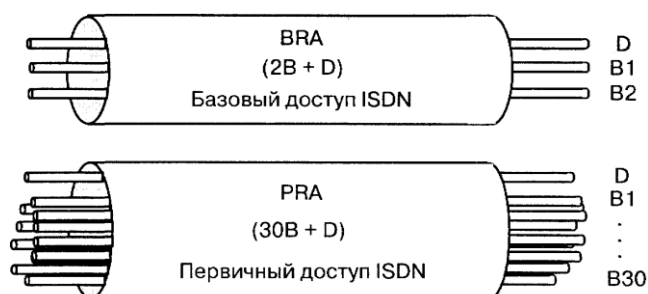 BRA
(2B + D)
Базовый доступ ISDN
D
B1
B2
PRA
(30B + D)
Первичный доступ ISDN
D
B1
.
.
.
B30